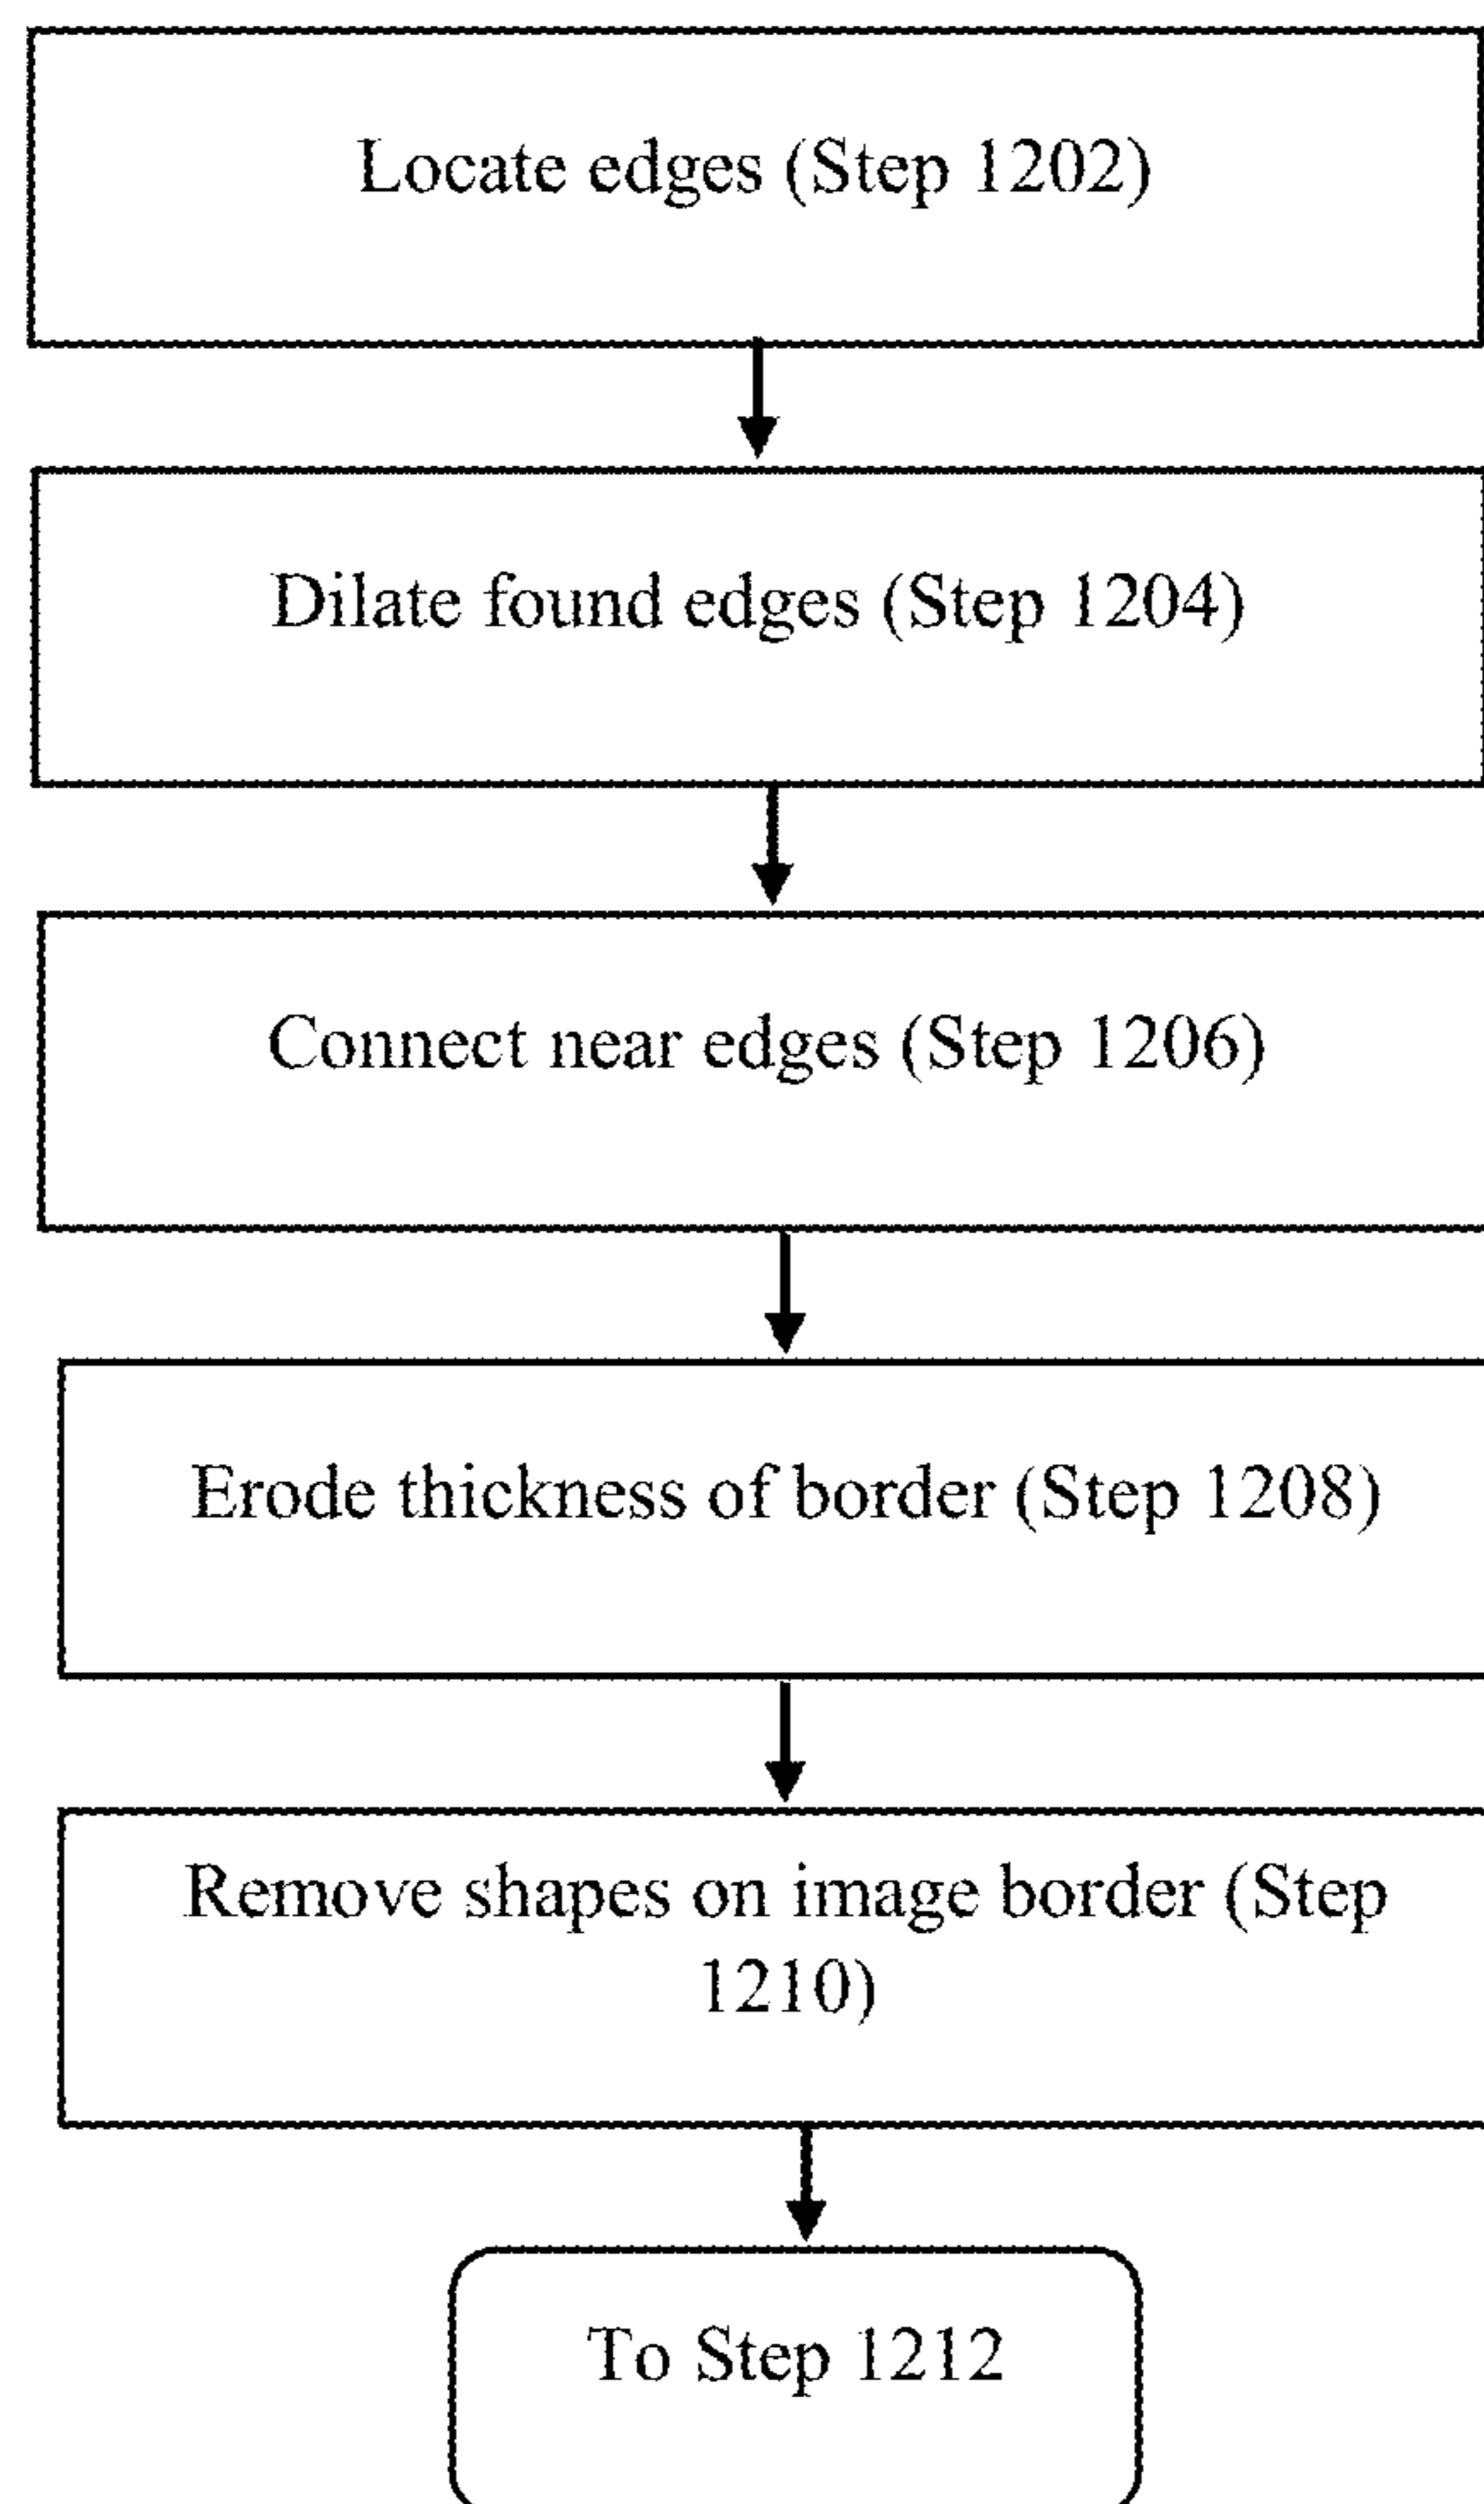 Locate edges (Step 1202)
Dilate found edges (Step 1204)
Connect near edges (Step 1206)
Erode thickness of border (Step 1208)
Remove shapes on image border (Step
1210)
To Step 1212